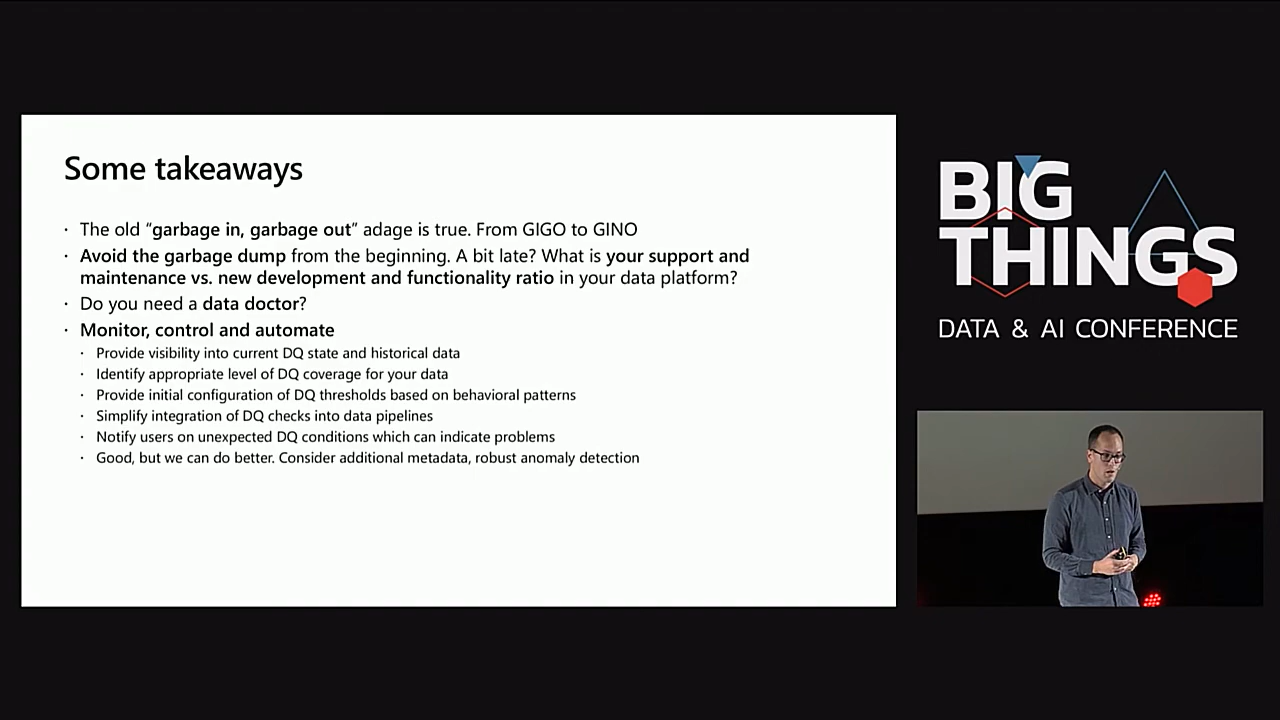 Some takeaways
· The old “garbage in, garbage out” adage is true. From GIGO to GINO
· Avoid the garbage dump from the beginning. A bit late? What is your support and
maintenance vs. new development and functionality ratio in your data platform?
· Do you need a data doctor?
· Monitor, control and automate
· Provide visibility into current DQ state and historical data
· Identify appropriate level of DQ coverage for your data
· Provide initial configuration of DQ thresholds based on behavioral patterns
· Simplify integration of DQ checks into data pipelines
· Notify users on unexpected DQ conditions which can indicate problems
· Good, but we can do better. Consider additional metadata, robust anomaly detection
BIG
THINGS
DATA & AI CONFERENCE